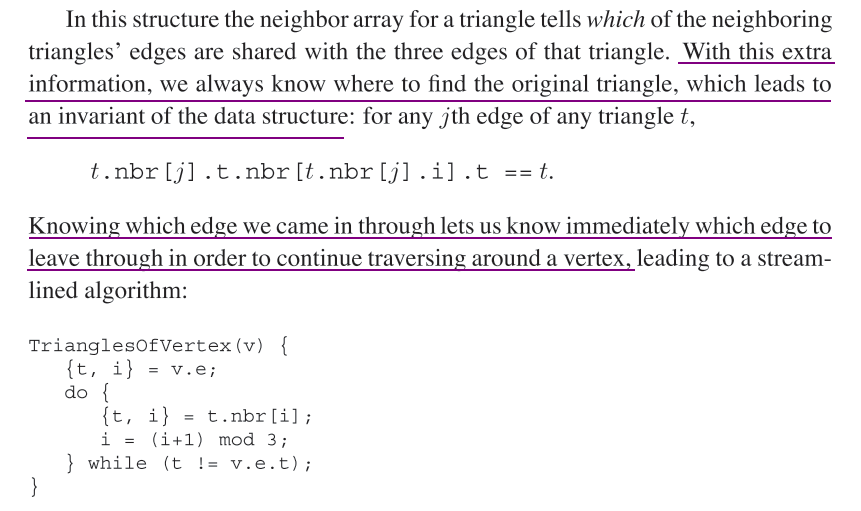 In this structure the neighbor array for a triangle tells which of the neighboring
triangles’ edges are shared with the three edges of that triangle. With this extra
information, we always know where to find the original triangle, which leads to
an invariant of the data structure: for any jth edge of any triangle t,
t.nbr[j].t.nbr[t.nbr[j].i].t == t.
Knowing which edge we came in through lets us know immediately which edge to
leave through in order to continue traversing around a vertex, leading to a stream-
lined algorithm:
TrianglesOfVertex(v) {
{t, i} = v.e;
do {
{t, i} = t.nbr[i];
i = (i+1) mod 3;
} while (t != v.e.t);
}